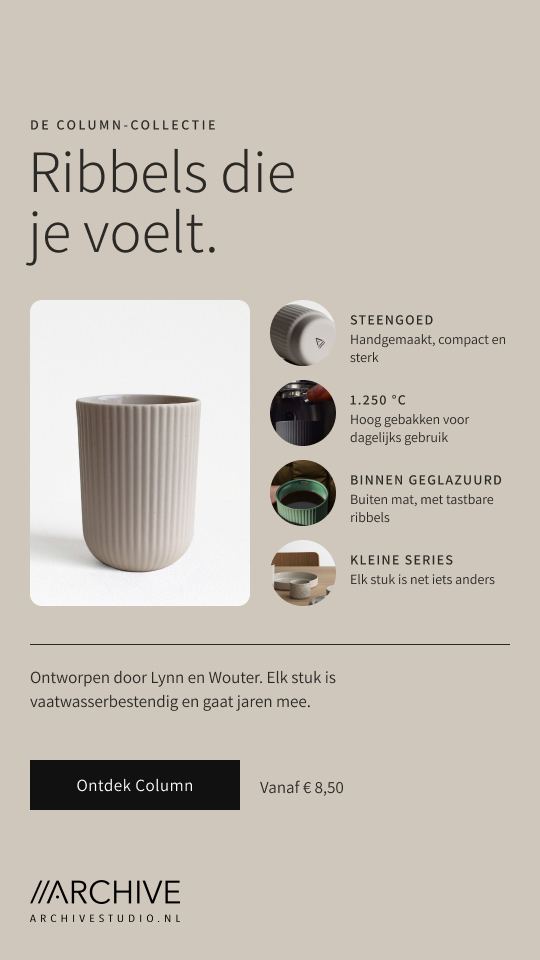 DE COLUMN-COLLECTIE
Ribbels die
je voelt.
STEENGOED
Handgemaakt, compact en
sterk
1.250 °C
Hoog gebakken voor
dagelijks gebruik
BINNEN GEGLAZUURD
Buiten mat, met tastbare
ribbels
KLEINE SERIES
Elk stuk is net iets anders
Ontworpen door Lynn en Wouter. Elk stuk is
vaatwasserbestendig en gaat jaren mee.
Ontdek Column
Vanaf € 8,50
//ARCHIVE
ARCHIVESTUDIO.NL